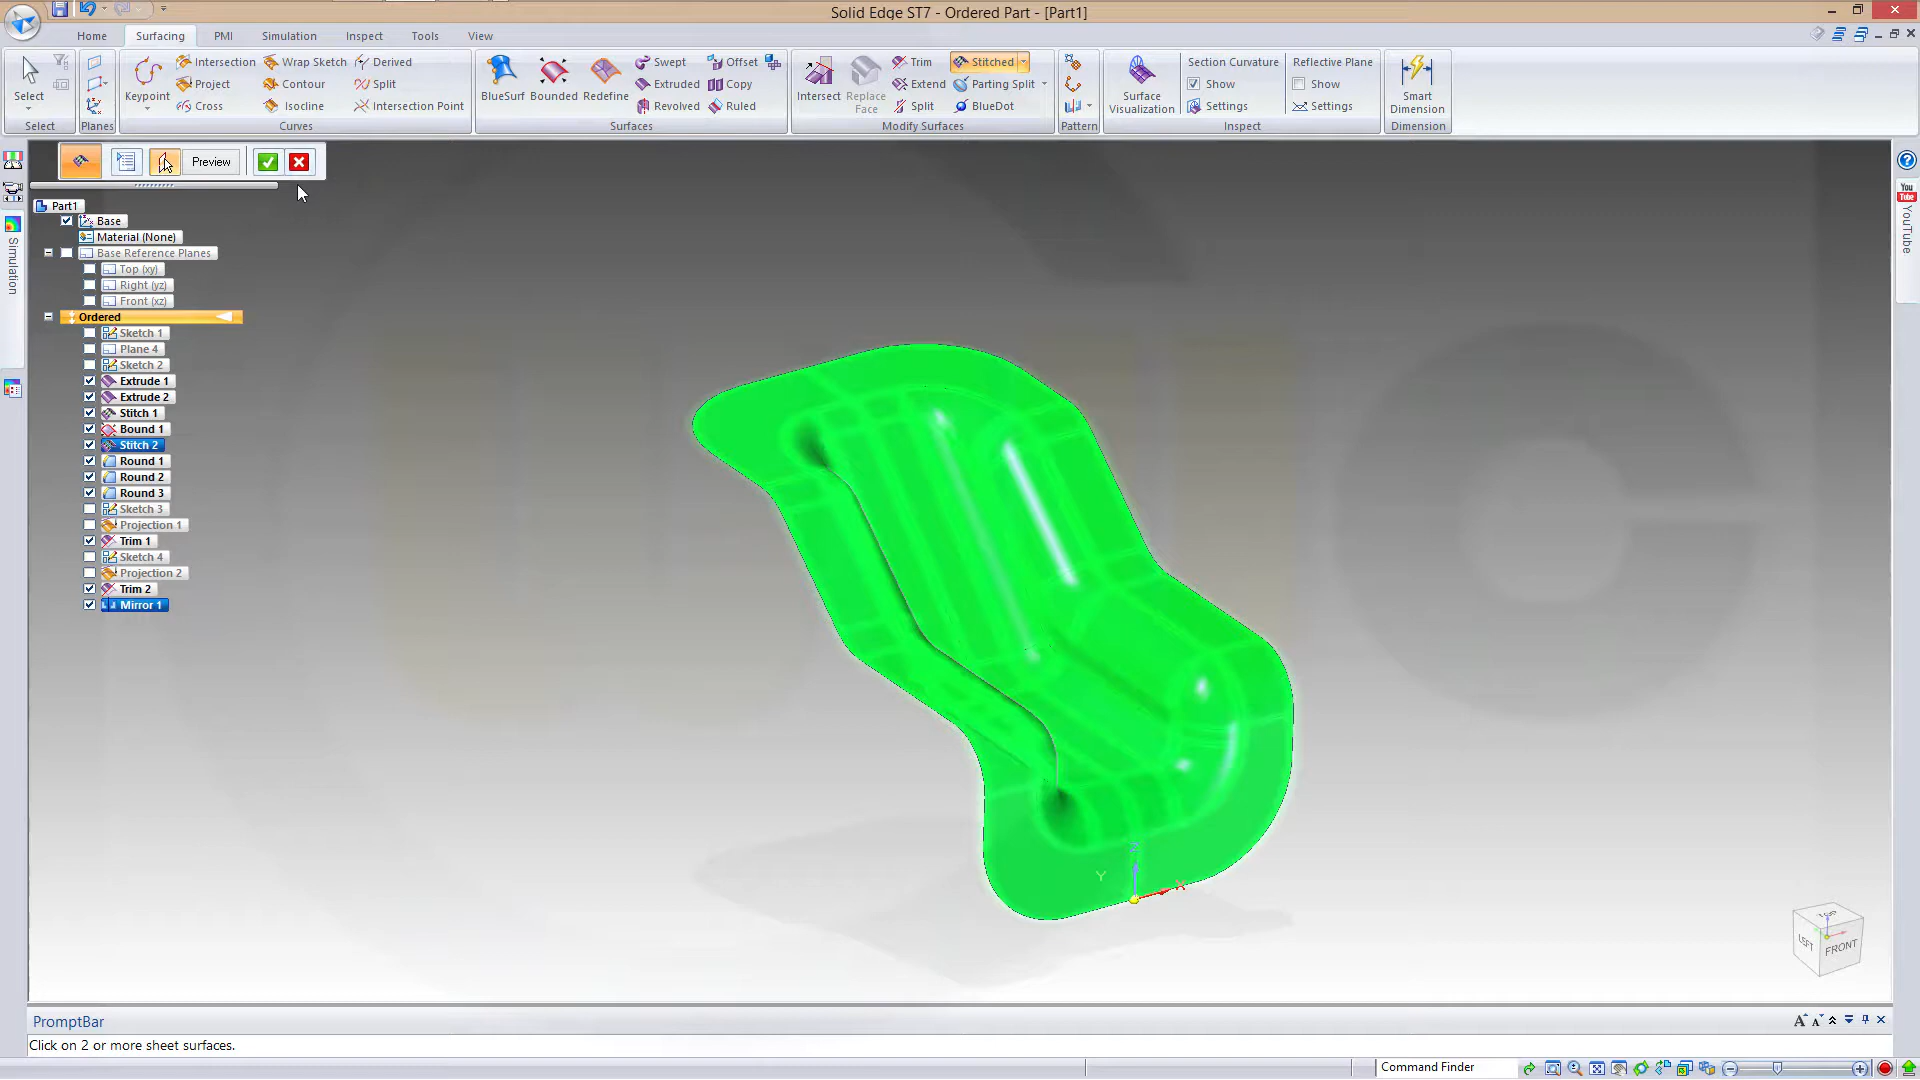 Solid Edge ST7 - Ordered Part - [Part1]
Home Surfacing PMI Simulation Inspect Tools View
Select
Select
Planes
Keypoint
Intersection
Project
Cross
Wrap Sketch
Contour
Isocline
Derived
Split
Intersection Point
Curves
BlueSurf
Bounded
Redefine
Swept
Extruded
Revolved
Offset
Copy
Ruled
Surfaces
Intersect
Replace
Face
Trim
Extend
Split
Stitched
Parting Split
BlueDot
Modify Surfaces
Pattern
Surface
Visualization
Section Curvature
Show
Settings
Reflective Plane
Show
Settings
Inspect
Smart
Dimension
Dimension
Preview
Part1
Base
Material (None)
Base Reference Planes
Top (xy)
Right (yz)
Front (xz)
Ordered
Sketch 1
Plane 4
Sketch 2
Extrude 1
Extrude 2
Stitch 1
Bound 1
Stitch 2
Round 1
Round 2
Round 3
Sketch 3
Projection 1
Trim 1
Sketch 4
Projection 2
Trim 2
Mirror 1
Simulation
You
Tube
YouTube
Z
Y
X
TOP
LEFT
FRONT
PromptBar
Click on 2 or more sheet surfaces.
Command Finder